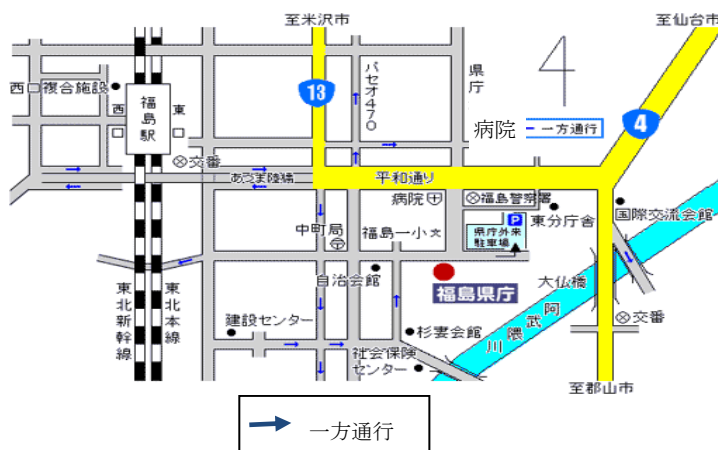 至米沢市
至仙台市
13
パセオ470
県庁
4
西口
複合施設
西口
福島駅
東口
病院
一方通行
交番
あづま陸橋
平和通り
病院
福島警察署
国際交流会館
中町局
福島一小
文
P
県庁外来
駐車場
東分庁舎
自治会館
福島県庁
大仏橋
東北新幹線
東北本線
建設センター
杉妻会館
阿武隈川
交番
社会保険
センター
至郡山市
一方通行